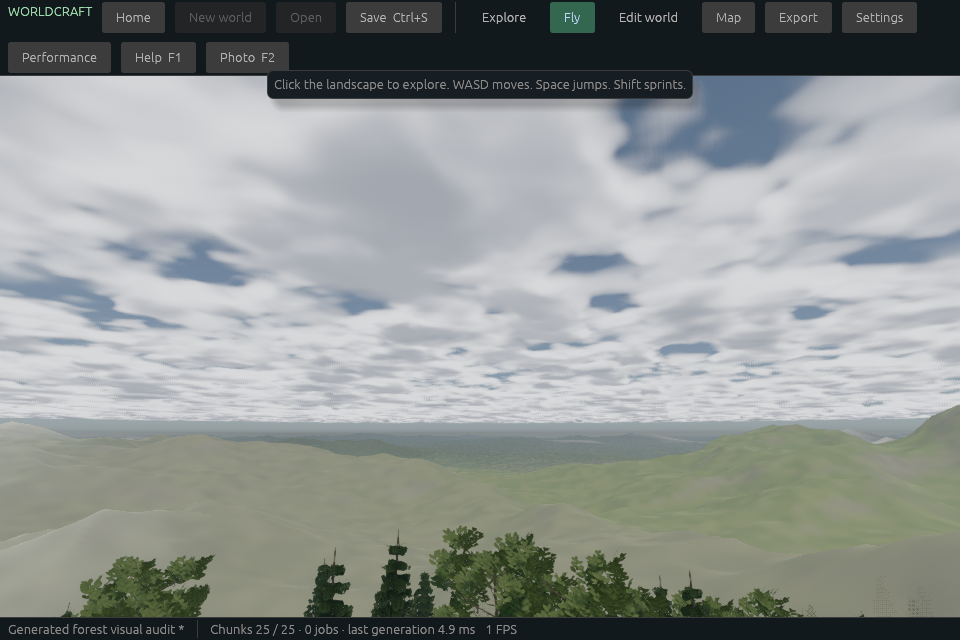 WORLDCRAFT Home New world Open Save Ctrl+S Explore Fly Edit world Map Export Settings
Performance Help F1 Photo F2
Click the landscape to explore. WASD moves. Space jumps. Shift sprints.
Generated forest visual audit * Chunks 25 / 25 · 0 jobs · last generation 4.9 ms 1 FPS